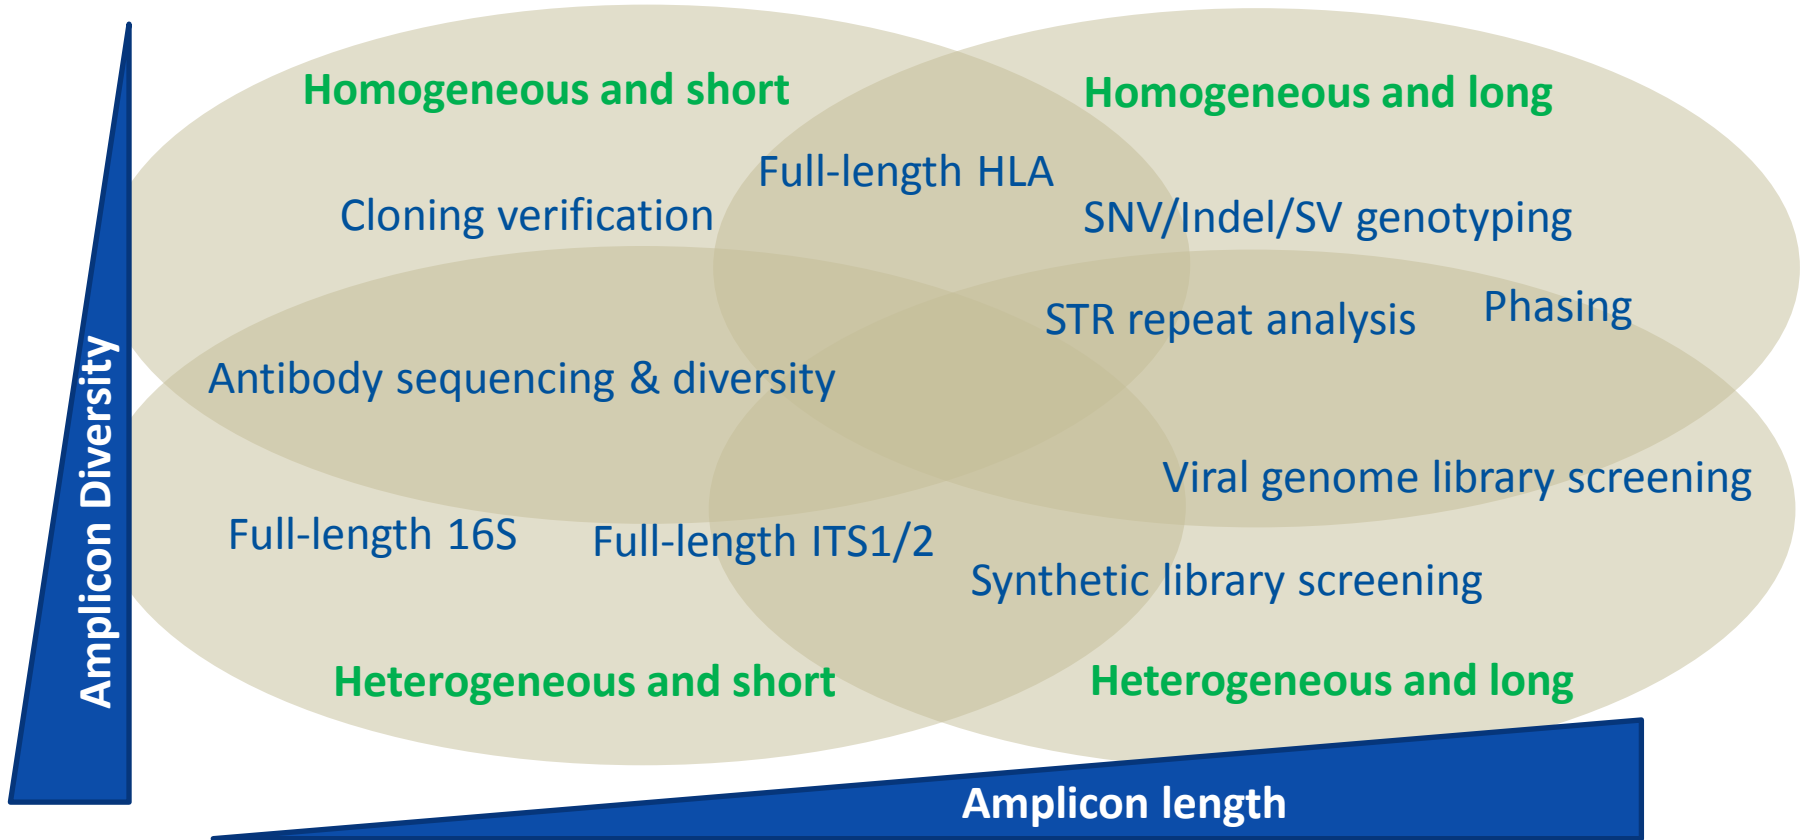 Homogeneous and short
Homogeneous and long
Full-length HLA
Cloning verification
SNV/Indel/SV genotyping
STR repeat analysis
Phasing
Antibody sequencing & diversity
Viral genome library screening
Full-length 16S
Full-length ITS1/2
Synthetic library screening
Heterogeneous and short
Heterogeneous and long
Amplicon Diversity
Amplicon length